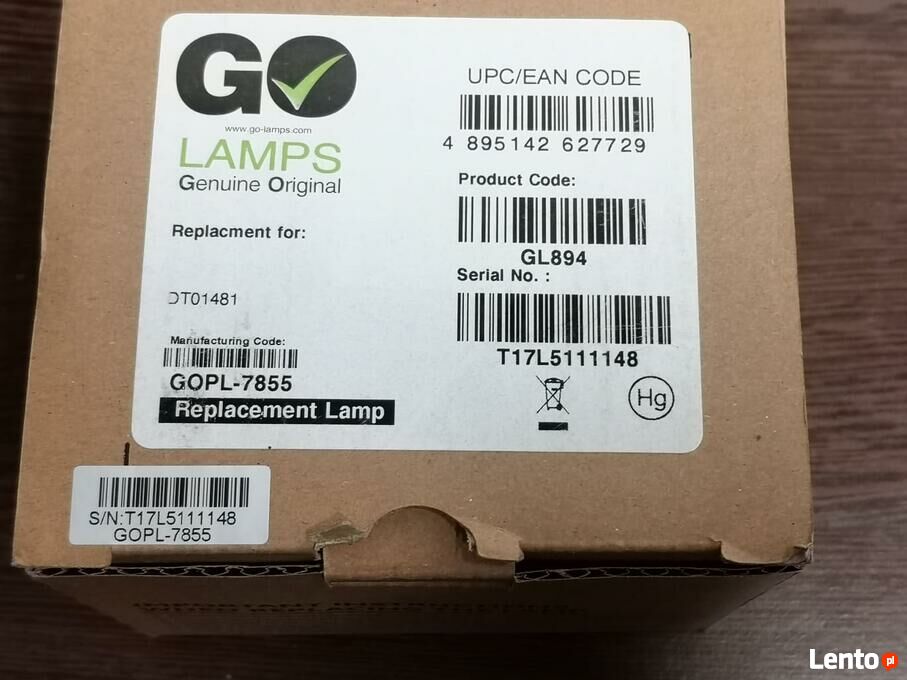 GO
www.go-lamps.com
LAMPS
Genuine Original
Replacment for:
DT01481
Manufacturing Code:
GOPL-7855
Replacement Lamp
UPC/EAN CODE
4 895142 627729
Product Code:
GL894
Serial No. :
T17L5111148
Hg
S/N:T17L5111148
GOPL-7855
Lento pl